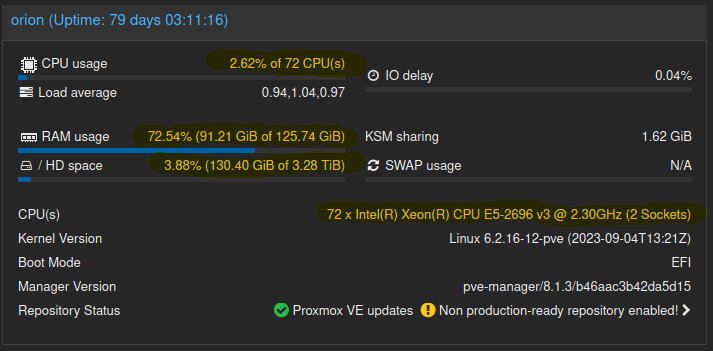 orion (Uptime: 79 days 03:11:16)
CPU usage 2.62% of 72 CPU(s)
IO delay 0.04%
Load average 0.94,1.04,0.97
RAM usage 72.54% (91.21 GiB of 125.74 GiB)
KSM sharing 1.62 GiB
/ HD space 3.88% (130.40 GiB of 3.28 TiB)
SWAP usage N/A
CPU(s) 72 x Intel(R) Xeon(R) CPU E5-2696 v3 @ 2.30GHz (2 Sockets)
Kernel Version Linux 6.2.16-12-pve (2023-09-04T13:21Z)
Boot Mode EFI
Manager Version pve-manager/8.1.3/b46aac3b42da5d15
Repository Status Proxmox VE updates Non production-ready repository enabled!